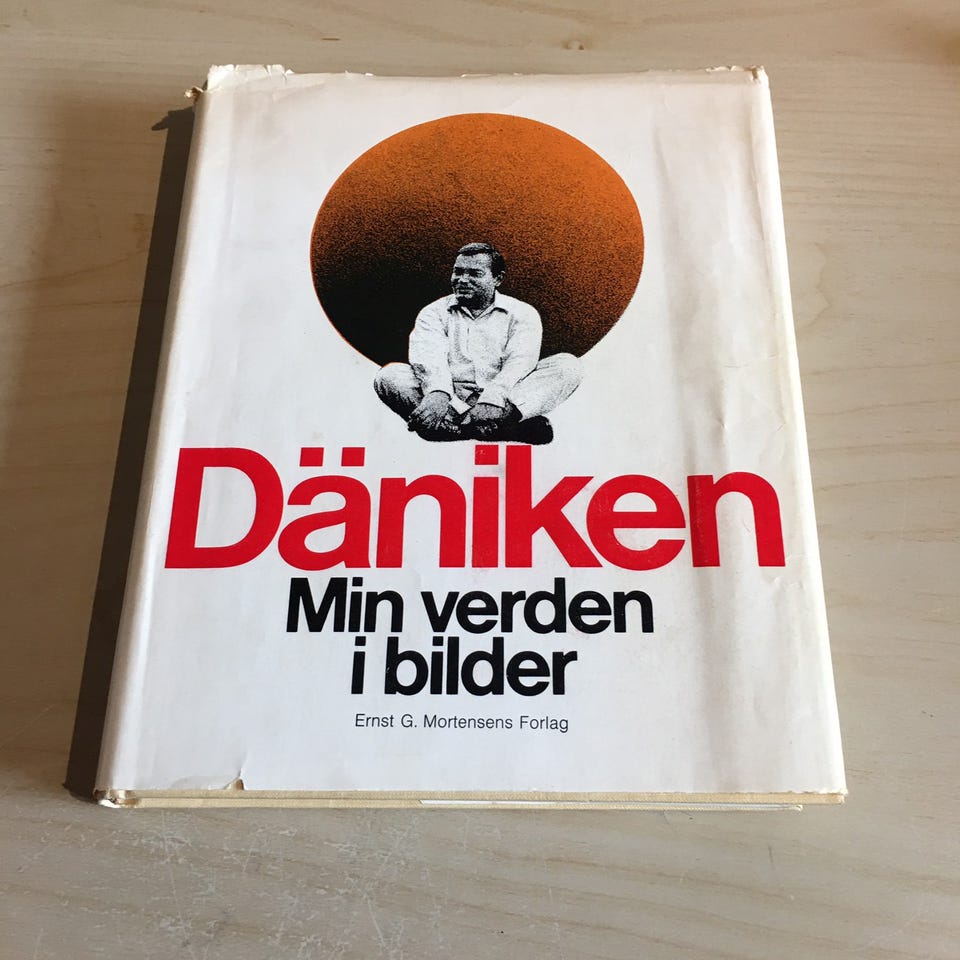 Däniken
Min verden
i bilder
Ernst G. Mortensens Forlag